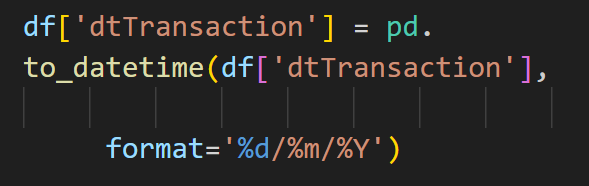 df['dtTransaction'] = pd.
to_datetime(df['dtTransaction'],
format='%d/%m/%Y')